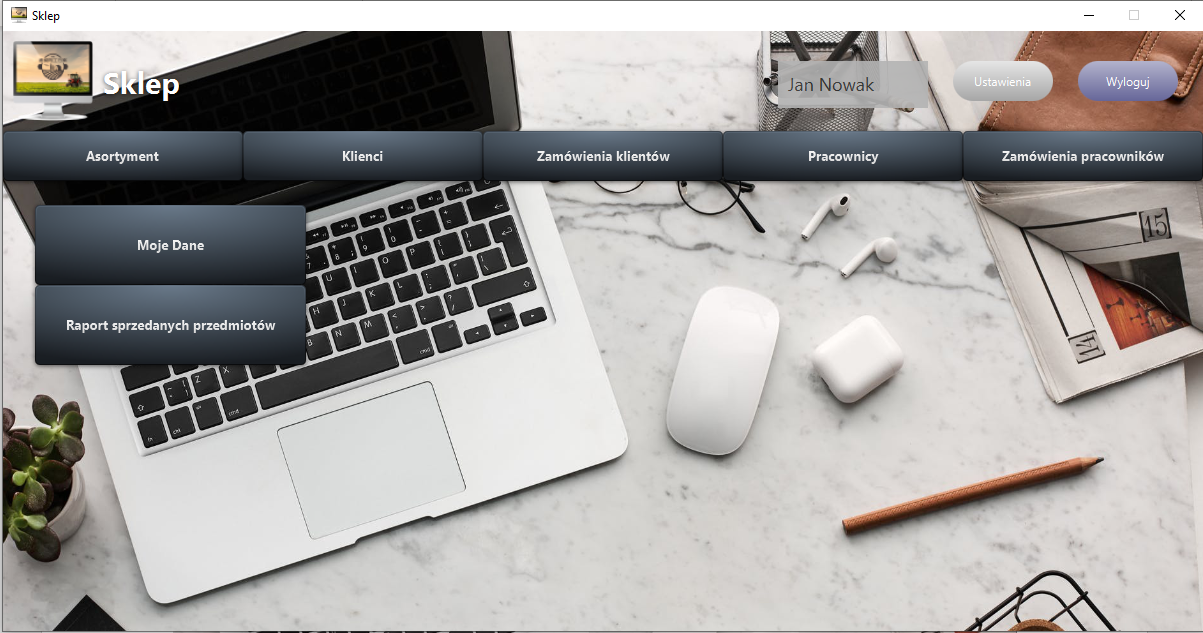 Sklep
Sklep
Jan Nowak
Ustawienia
Wyloguj
Asortyment
Klienci
Zamówienia klientów
Pracownicy
Zamówienia pracowników
Moje Dane
Raport sprzedanych przedmiotów
15